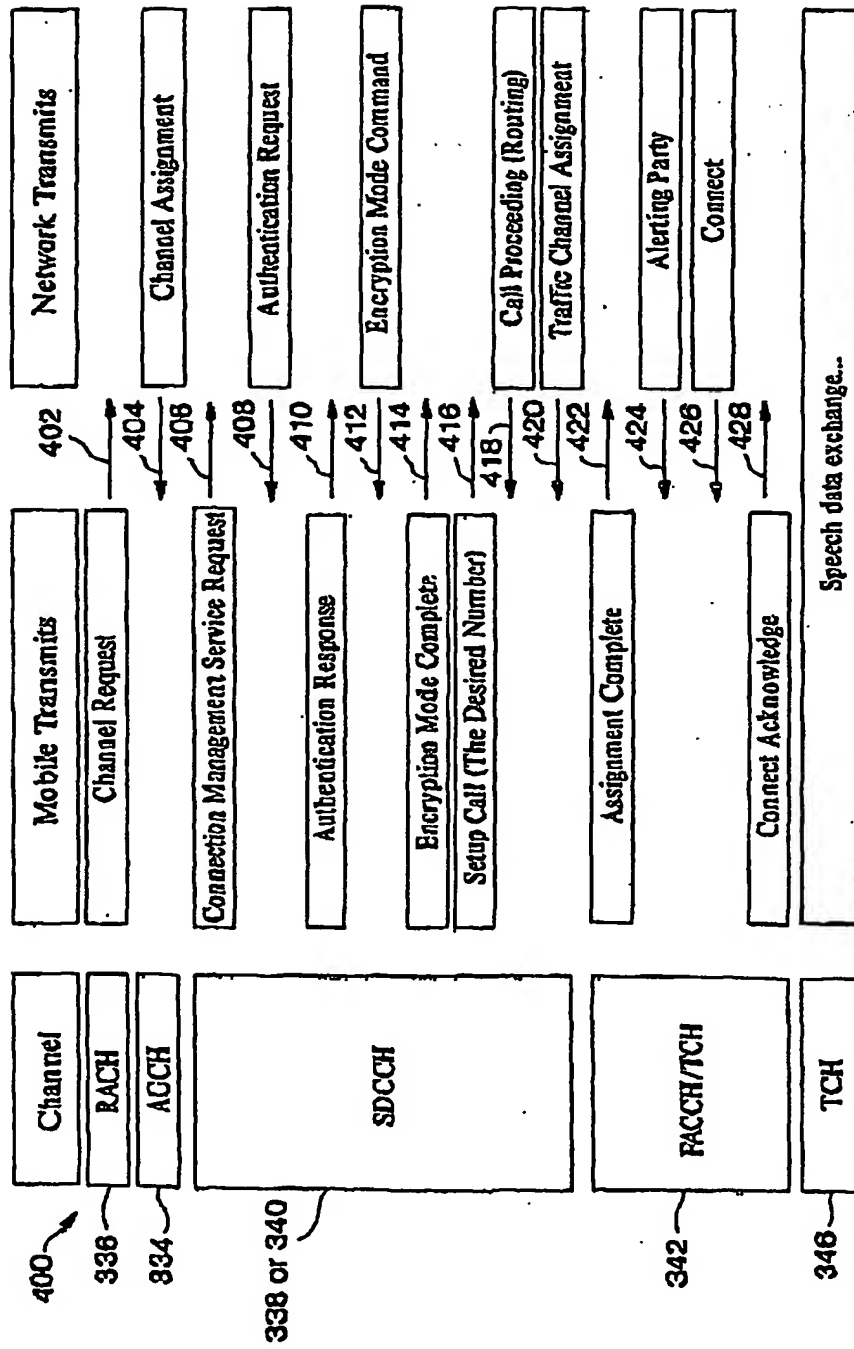 400
Channel
Mobile Transmits
Network Transmits
336
RACH
Channel Request
402
334
AGCH
404
Channel Assignment
338 or 340
SDCCH
Connection Management Service Request
406
408
Authentication Request
Authentication Response
410
412
Encryption Mode Command
Encryption Mode Complete
414
Setup Call (The Desired Number)
416
418
Call Proceeding (Routing)
420
Traffic Channel Assignment
342
FACCH/TCH
Assignment Complete
422
424
Alerting Party
426
Connect
Connect Acknowledge
428
346
TCH
Speech data exchange...